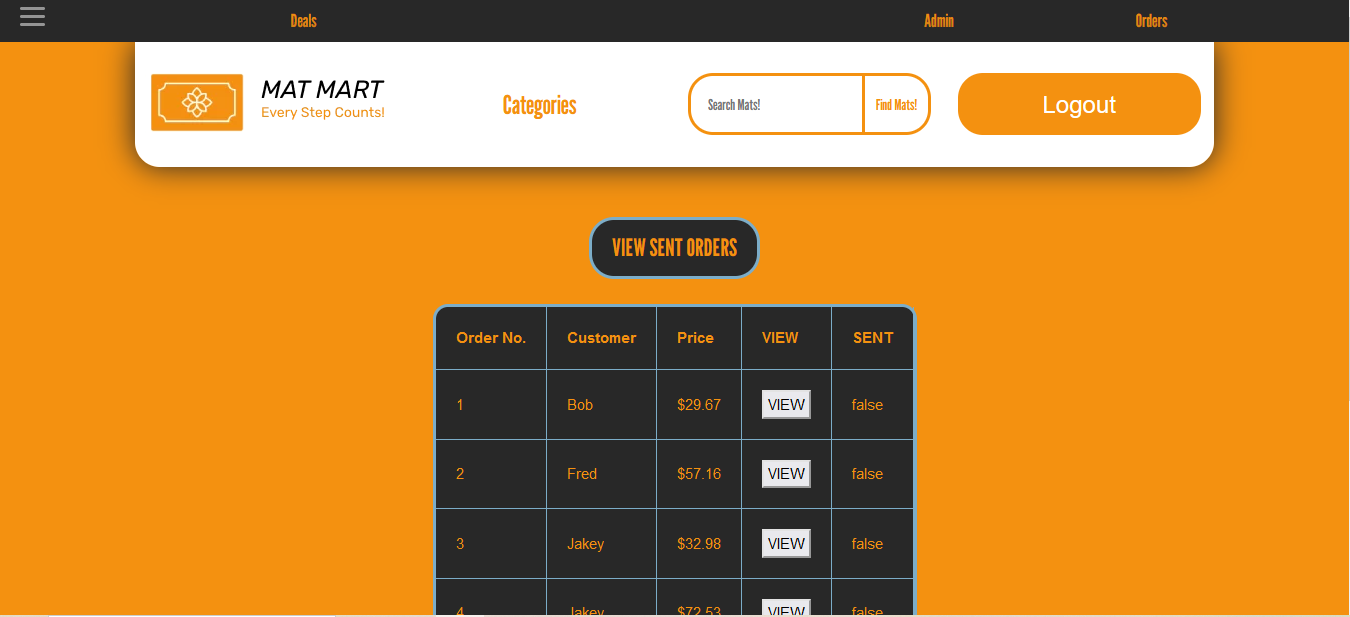 Deals Admin Orders
MAT MART
Every Step Counts!
Categories
Search Mats! Find Mats!
Logout
VIEW SENT ORDERS
Order No. Customer Price VIEW SENT
1 Bob $29.67 VIEW false
2 Fred $57.16 VIEW false
3 Jakey $32.98 VIEW false
4 Jakey $72.53 VIEW false